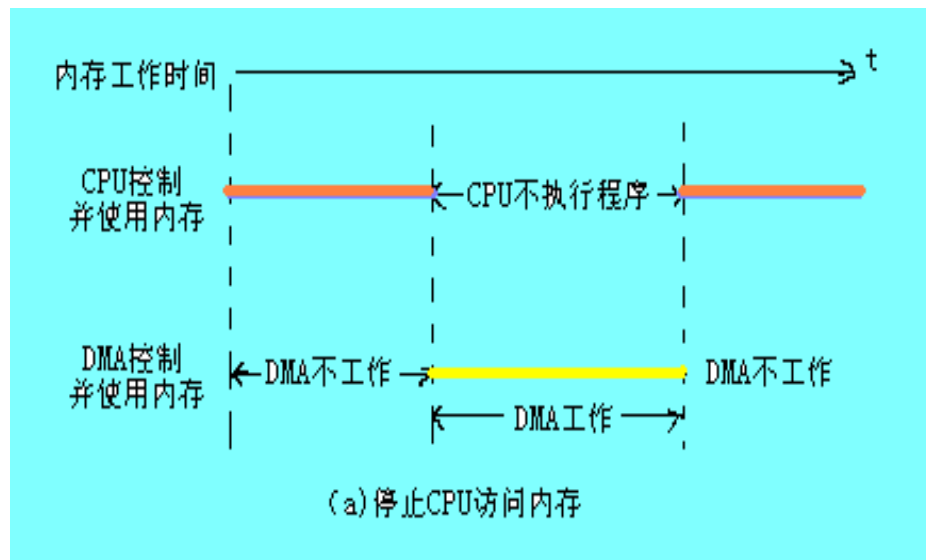 内存工作时间
t
CPU控制
并使用内存
CPU不执行程序
DMA控制
并使用内存
DMA不工作
DMA不工作
DMA工作
(a)停止CPU访问内存